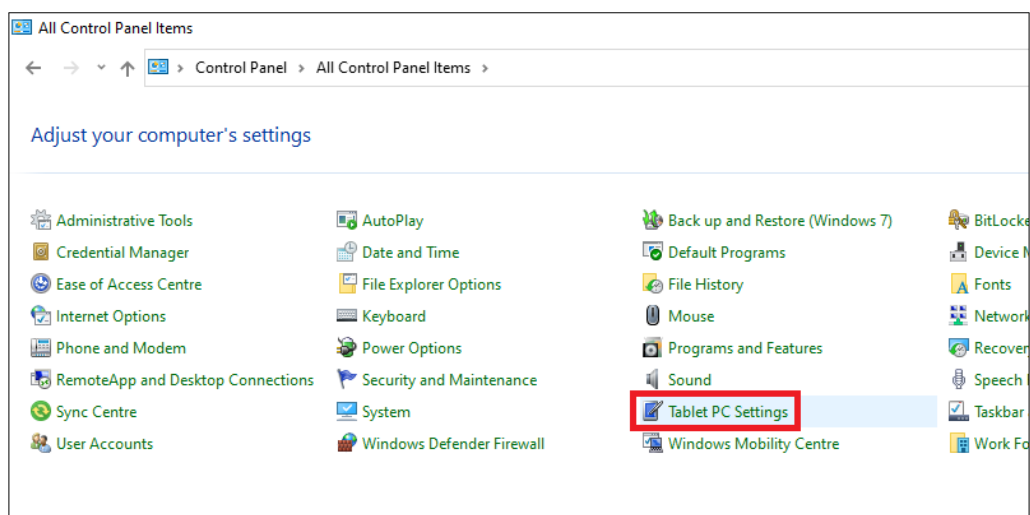 All Control Panel Items
Control Panel > All Control Panel Items >
Adjust your computer's settings
Administrative Tools AutoPlay Back up and Restore (Windows 7)
Credential Manager Date and Time Default Programs Device
Ease of Access Centre File Explorer Options File History Fonts
Internet Options Keyboard Mouse Network
Phone and Modem Power Options Programs and Features
RemoteApp and Desktop Connections Security and Maintenance Sound Speech
Sync Centre System Tablet PC Settings Taskbar
User Accounts Windows Defender Firewall Windows Mobility Centre Work